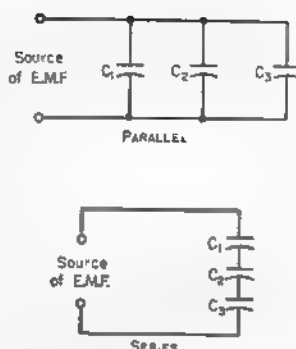 Source
of E.M.F.
C1
C2
C3
PARALLEL
Source
of E.M.F.
C1
C2
C3
SERIES